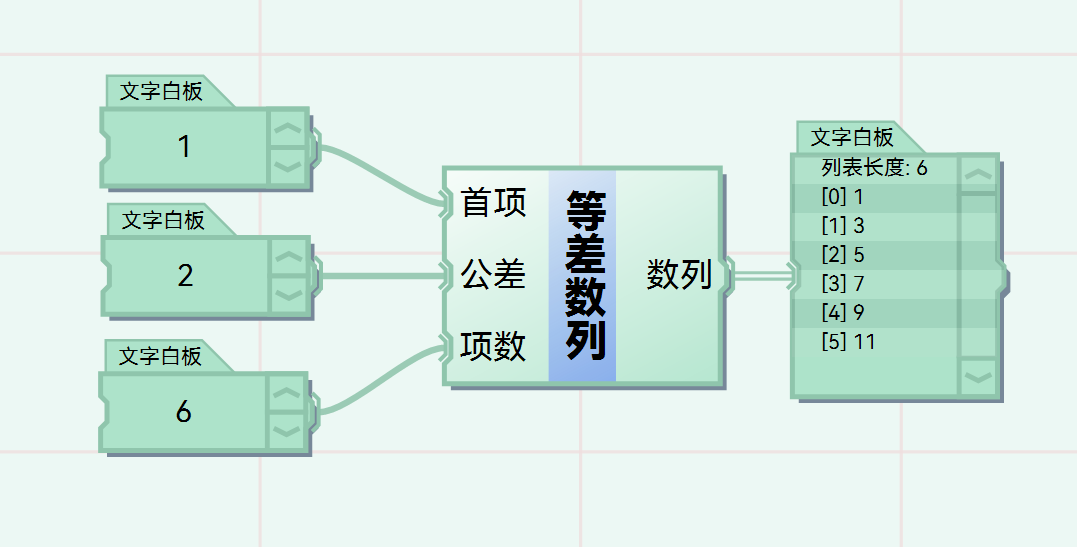 文字白板
1
文字白板
2
文字白板
6
首项
公差
项数
等差数列
数列
文字白板
列表长度: 6
[0] 1
[1] 3
[2] 5
[3] 7
[4] 9
[5] 11